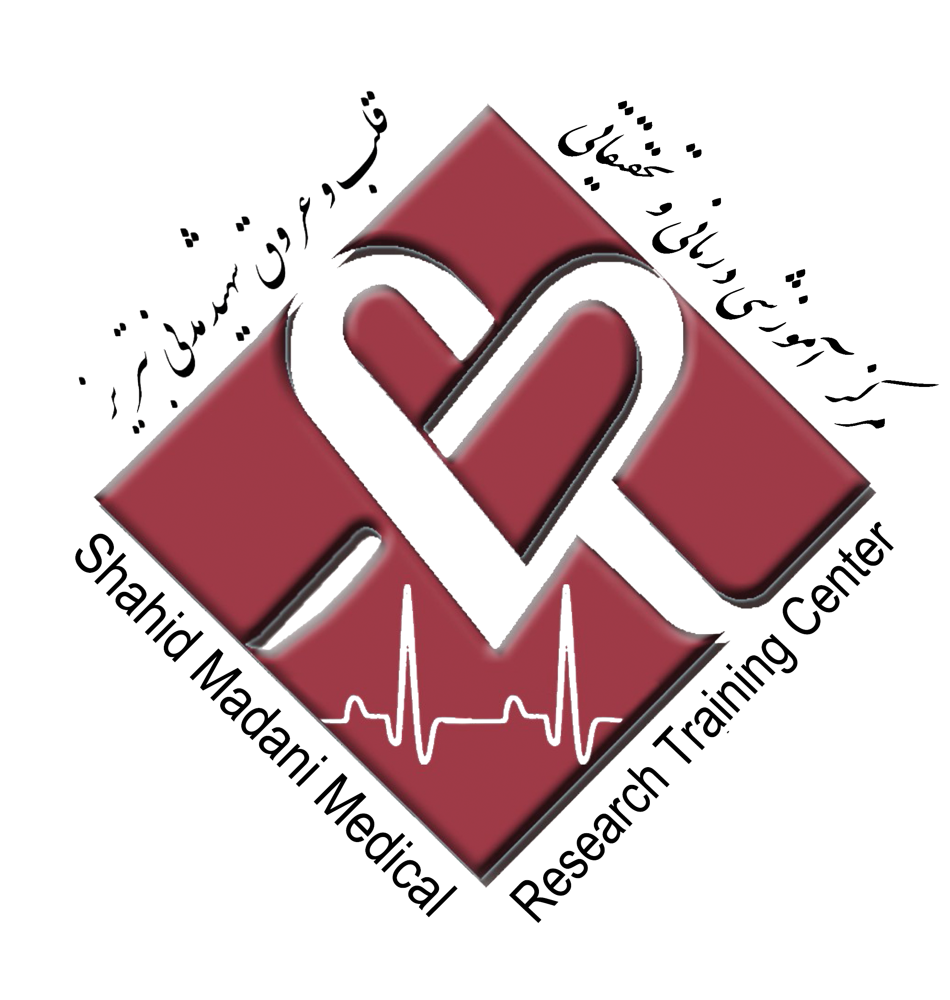 مرکز آموزشی درمانی و تحقیقاتی
قلب و عروق شهید مدنی تبریز
Shahid Madani Medical
Research Training Center